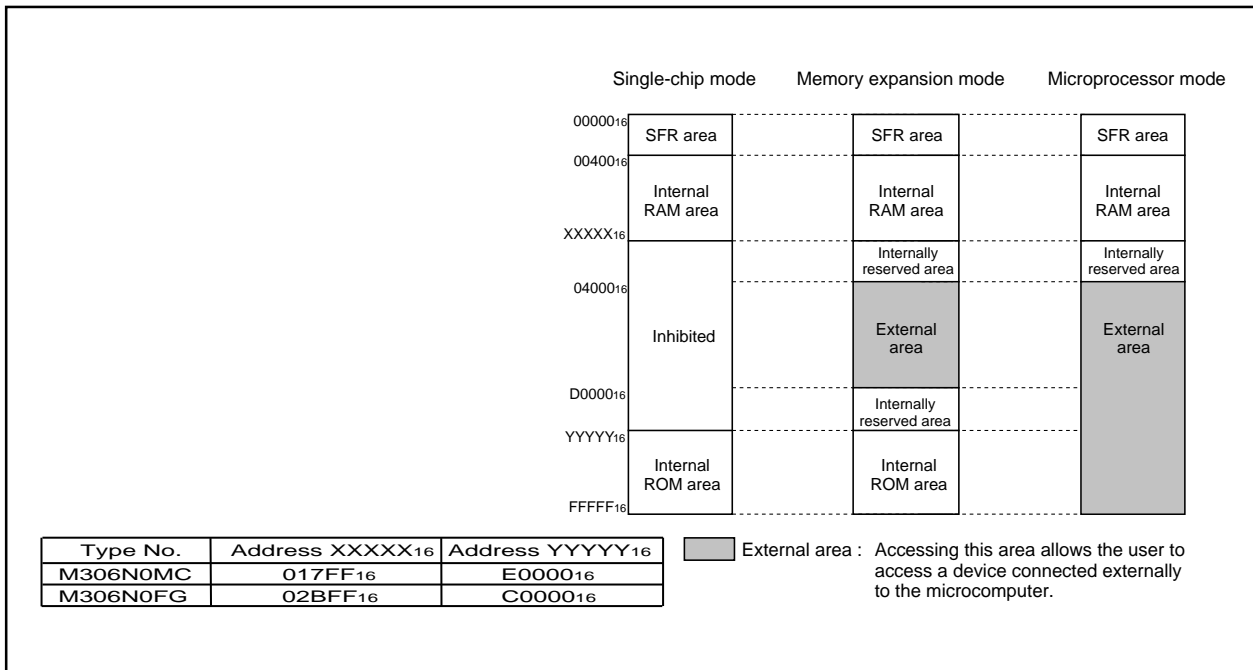 Single-chip mode Memory expansion mode Microprocessor mode
00000₁₆
SFR area SFR area SFR area
00400₁₆
Internal RAM area Internal RAM area Internal RAM area
XXXXX₁₆
Internally reserved area Internally reserved area
04000₁₆
Inhibited External area External area
D0000₁₆
Internally reserved area
YYYYY₁₆
Internal ROM area Internal ROM area
FFFFF₁₆
Type No. Address XXXXX₁₆ Address YYYYY₁₆
M306N0MC 017FF₁₆ E0000₁₆
M306N0FG 02BFF₁₆ C0000₁₆
External area : Accessing this area allows the user to
access a device connected externally
to the microcomputer.